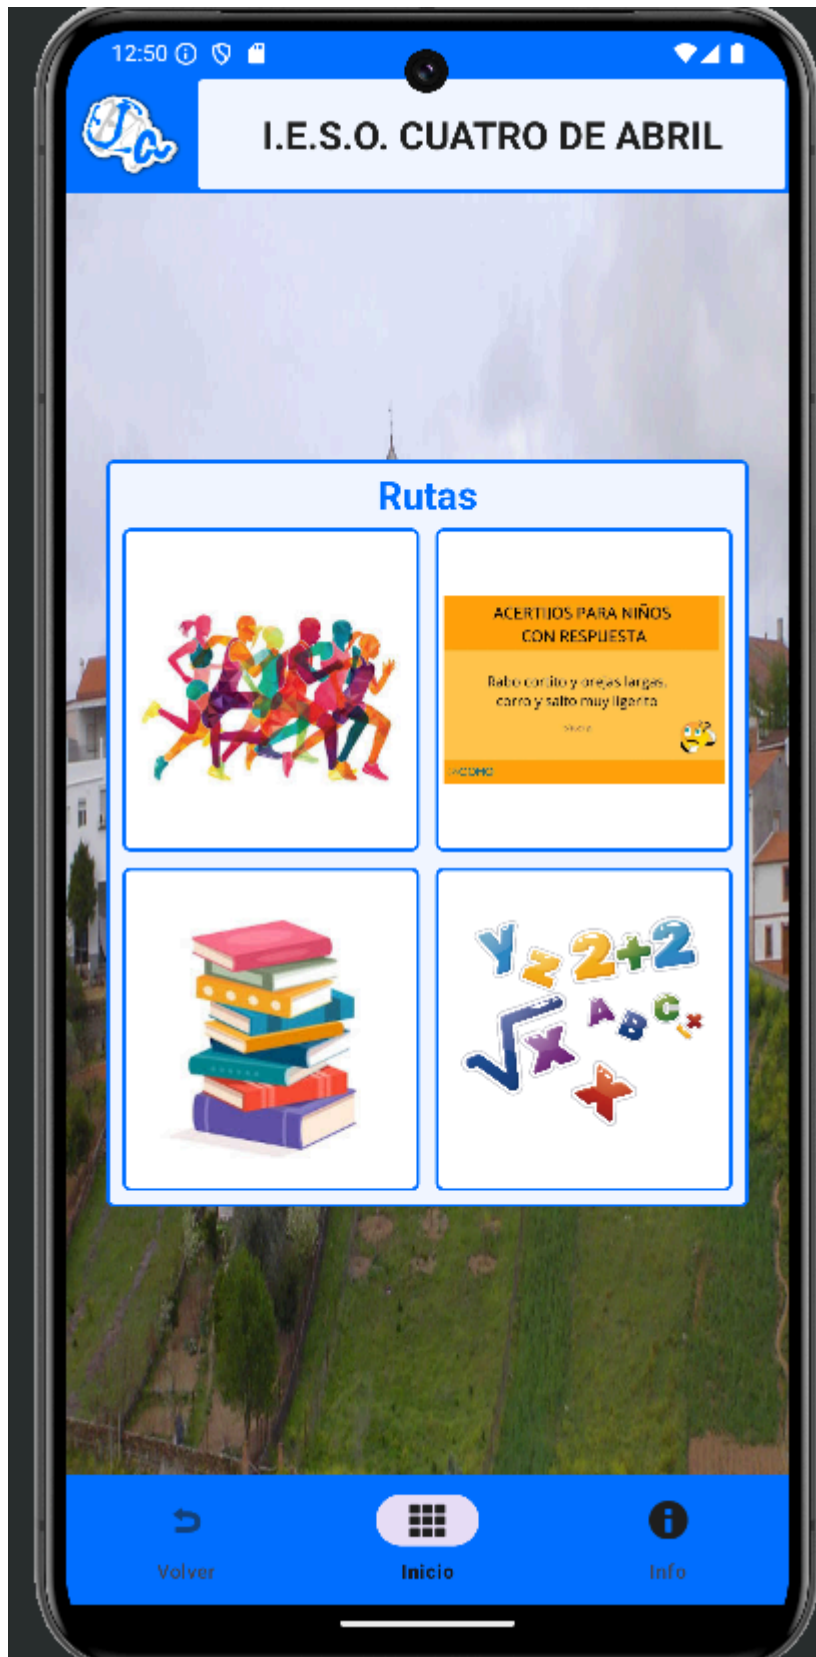 12:50
I.E.S.O. CUATRO DE ABRIL
Rutas
ACERTIJOS PARA NIÑOS
CON RESPUESTA
Rabo cortito y orejas largas,
corro y salto muy ligerito
COMO
Y Z 2+2
√X A B C x
x
Volver
Inicio
Info